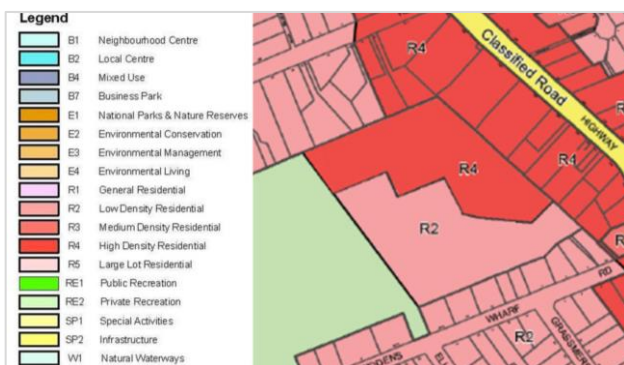 Legend
B1 Neighbourhood Centre
B2 Local Centre
B4 Mixed Use
B7 Business Park
E1 National Parks & Nature Reserves
E2 Environmental Conservation
E3 Environmental Management
E4 Environmental Living
R1 General Residential
R2 Low Density Residential
R3 Medium Density Residential
R4 High Density Residential
R5 Large Lot Residential
RE1 Public Recreation
RE2 Private Recreation
SP1 Special Activities
SP2 Infrastructure
W1 Natural Waterways
R4
Classified Road
HIGHWAY
R4
R4
R2
WHARF
RD
R2